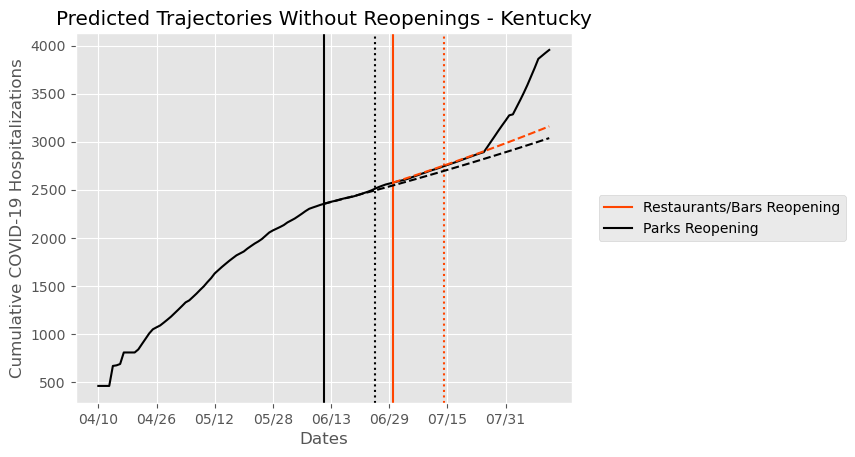 Predicted Trajectories Without Reopenings - Kentucky
Cumulative COVID-19 Hospitalizations
4000
3500
3000
2500
2000
1500
1000
500
04/10 04/26 05/12 05/28 06/13 06/29 07/15 07/31
Dates
Restaurants/Bars Reopening
Parks Reopening